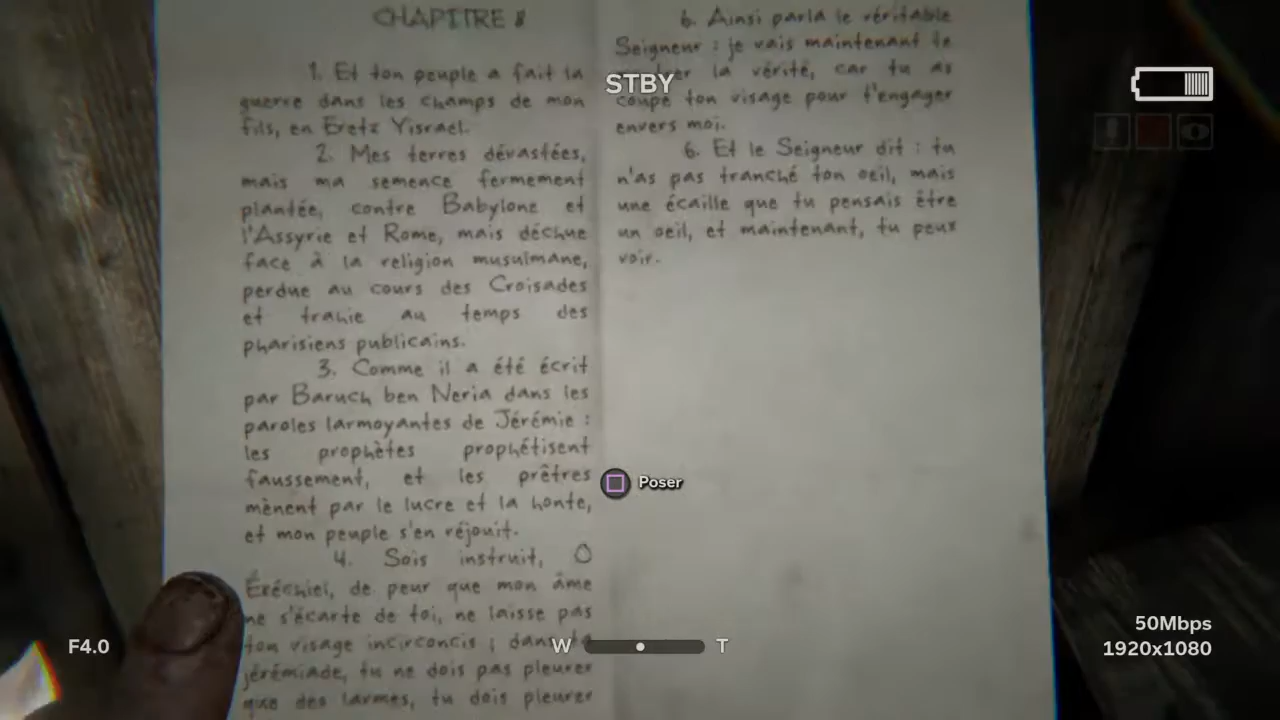 CHAPITRE 8
1. Et ton peuple a fait la
guerre dans les champs de mon
fils, en Eretz Yisrael.
2. Mes terres dévastées,
mais ma semence fermement
plantée, contre Babylone et
l'Assyrie et Rome, mais déchue
face à la religion musulmane,
perdue au cours des Croisades
et trahie au temps des
pharisiens publicains.
3. Comme il a été écrit
par Baruch ben Neria dans les
paroles larmoyantes de Jérémie :
les prophètes prophétisent
faussement, et les prêtres
mènent par le lucre et la honte,
et mon peuple s'en réjouit.
4. Sois instruit, Ô
Ézéchiel, de peur que mon âme
ne s'écarte de toi, ne laisse pas
ton visage incirconcis ; dans ta
jérémiade, tu ne dois pas pleurer
que des larmes, tu dois pleurer
6. Ainsi parla le véritable
Seigneur : je vais maintenant te
la vérité, car tu as
coupé ton visage pour t'engager
envers moi.
6. Et le Seigneur dit : tu
n'as pas tranché ton oeil, mais
une écaille que tu pensais être
un oeil, et maintenant, tu peux
voir.
STBY
Poser
F4.0
W T
50Mbps
1920x1080